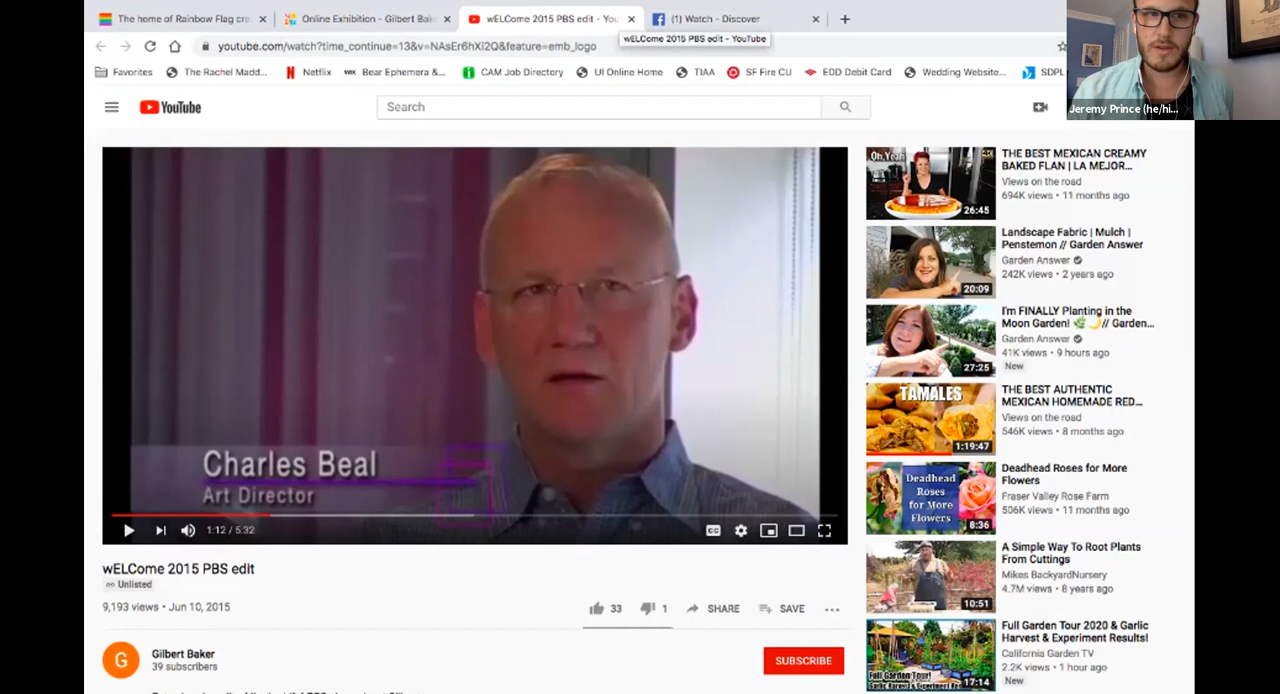 The home of Rainbow Flag cre
Online Exhibition - Gilbert Bak
wELCome 2015 PBS edit - You
(1) Watch - Discover
youtube.com/watch?time_continue=13&v=NAsEr6hXi2Q&feature=emb_logo
wELCome 2015 PBS edit - YouTube
Favorites
The Rachel Madd...
Netflix
Bear Ephemera &...
CAM Job Directory
UI Online Home
TIAA
SF Fire CU
EDD Debit Card
Wedding Website...
SDPL
Jeremy Prince (he/hi...
YouTube
Search
Charles Beal
Art Director
1:12 / 5:32
wELCome 2015 PBS edit
Unlisted
9,193 views • Jun 10, 2015
33
1
SHARE
SAVE
G
Gilbert Baker
39 subscribers
SUBSCRIBE
Oh, Yeah
4K
26:45
THE BEST MEXICAN CREAMY
BAKED FLAN | LA MEJOR...
Views on the road
694K views • 11 months ago
20:09
Landscape Fabric | Mulch |
Penstemon // Garden Answer
Garden Answer
242K views • 2 years ago
27:25
I'm FINALLY Planting in the
Moon Garden! 🌿🌙// Garden...
Garden Answer
41K views • 9 hours ago
New
TAMALES
1:19:47
THE BEST AUTHENTIC
MEXICAN HOMEMADE RED...
Views on the road
546K views • 8 months ago
Deadhead
Roses
for More
Flowers
8:36
Deadhead Roses for More
Flowers
Fraser Valley Rose Farm
506K views • 11 months ago
10:51
A Simple Way To Root Plants
From Cuttings
Mikes BackyardNursery
4.7M views • 8 years ago
Full Garden Tour!
17:14
Full Garden Tour 2020 & Garlic
Harvest & Experiment Results!
California Garden TV
2.2K views • 1 hour ago
New